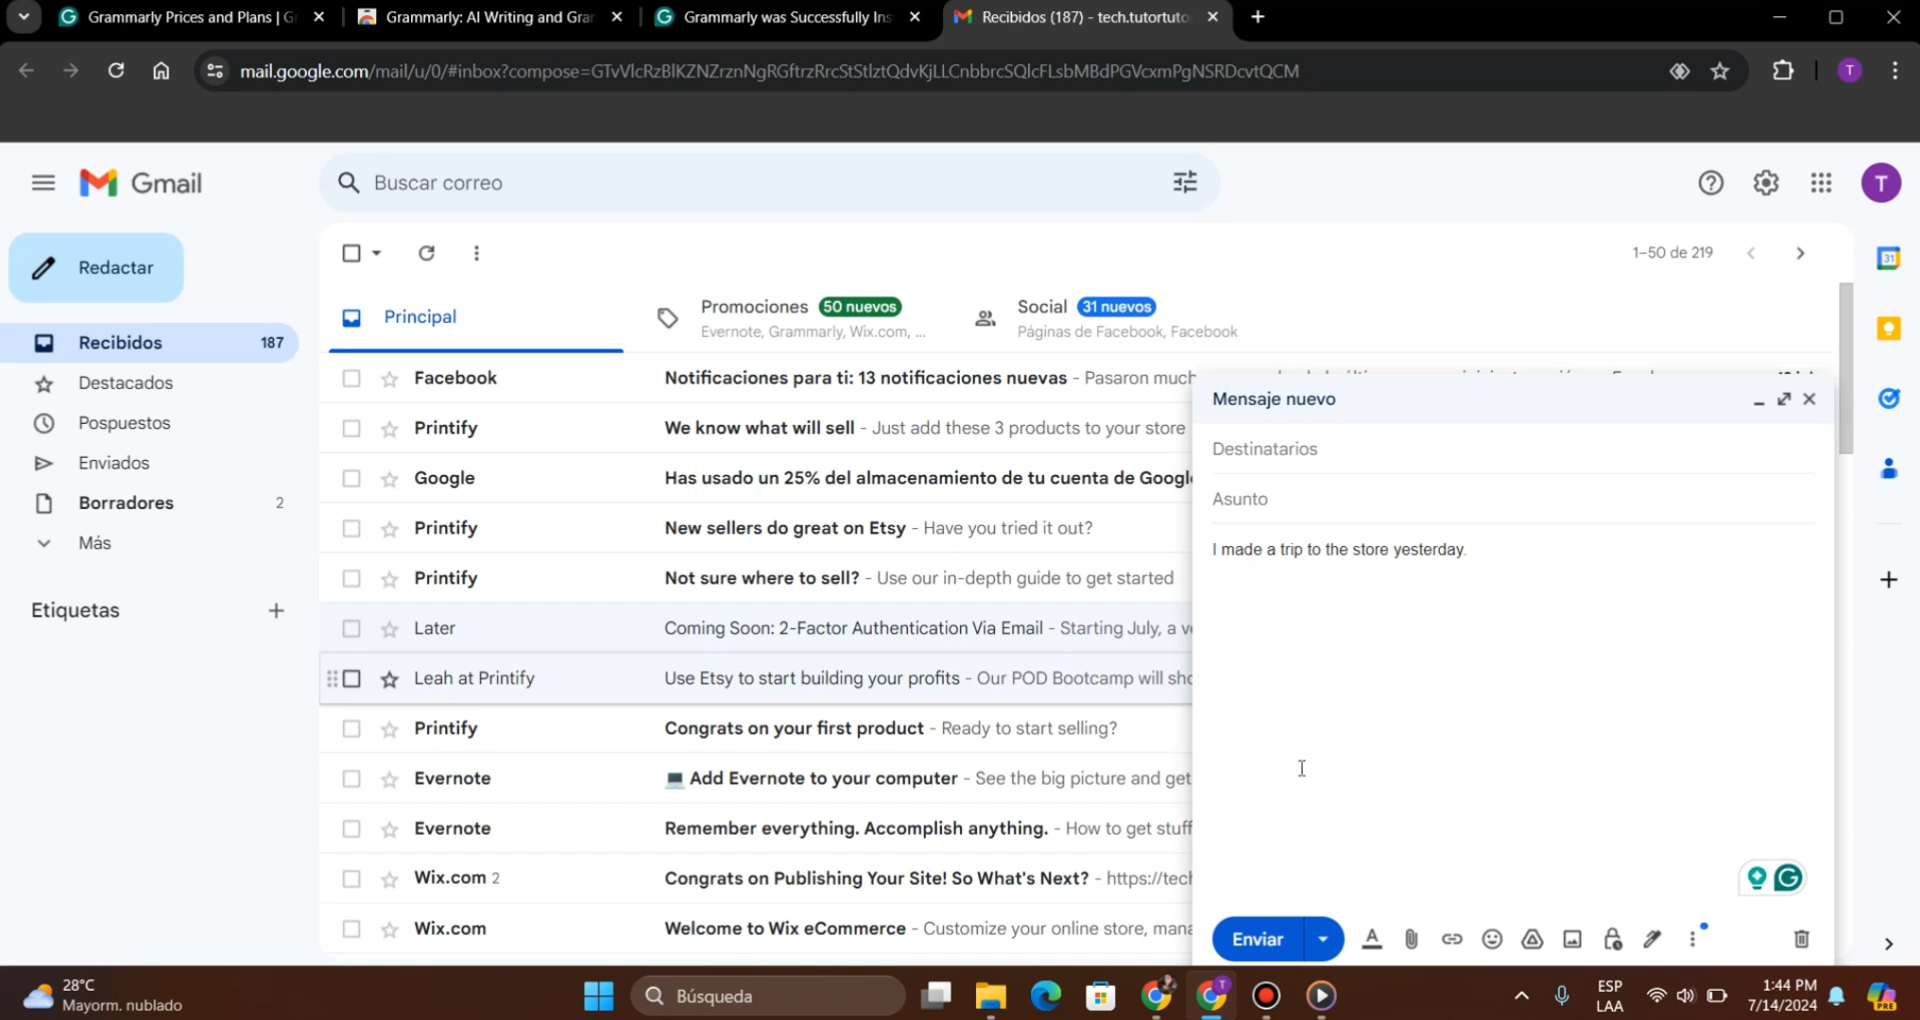 Grammarly Prices and Plans | G
Grammarly: AI Writing and Gra
Grammarly was Successfully Ins
Recibidos (187) - tech.tutortuto
mail.google.com/mail/u/0/#inbox?compose=GTvVlcRzBlKZNZrznNgRGftrzRrcStStlztQdvKjLLCnbbrcSQlcFLsbMBdPGVcxmPgNSRDcvtQCM
T
Gmail
Buscar correo
T
Redactar
1–50 de 219
31
Principal
Promociones 50 nuevos
Evernote, Grammarly, Wix.com, ...
Social 31 nuevos
Páginas de Facebook, Facebook
Recibidos 187
Destacados
Pospuestos
Enviados
Borradores 2
Más
Etiquetas
Facebook Notificaciones para ti: 13 notificaciones nuevas - Pasaron much
Printify We know what will sell - Just add these 3 products to your store
Google Has usado un 25% del almacenamiento de tu cuenta de Google
Printify New sellers do great on Etsy - Have you tried it out?
Printify Not sure where to sell? - Use our in-depth guide to get started
Later Coming Soon: 2-Factor Authentication Via Email - Starting July, a ve
Leah at Printify Use Etsy to start building your profits - Our POD Bootcamp will sho
Printify Congrats on your first product - Ready to start selling?
Evernote 💻 Add Evernote to your computer - See the big picture and get
Evernote Remember everything. Accomplish anything. - How to get stuff
Wix.com 2 Congrats on Publishing Your Site! So What's Next? - https://tech
Wix.com Welcome to Wix eCommerce - Customize your online store, mana
Mensaje nuevo
Destinatarios
Asunto
I made a trip to the store yesterday.
Enviar
28°C
Mayorm. nublado
Búsqueda
T
ESP
LAA
1:44 PM
7/14/2024
PRE